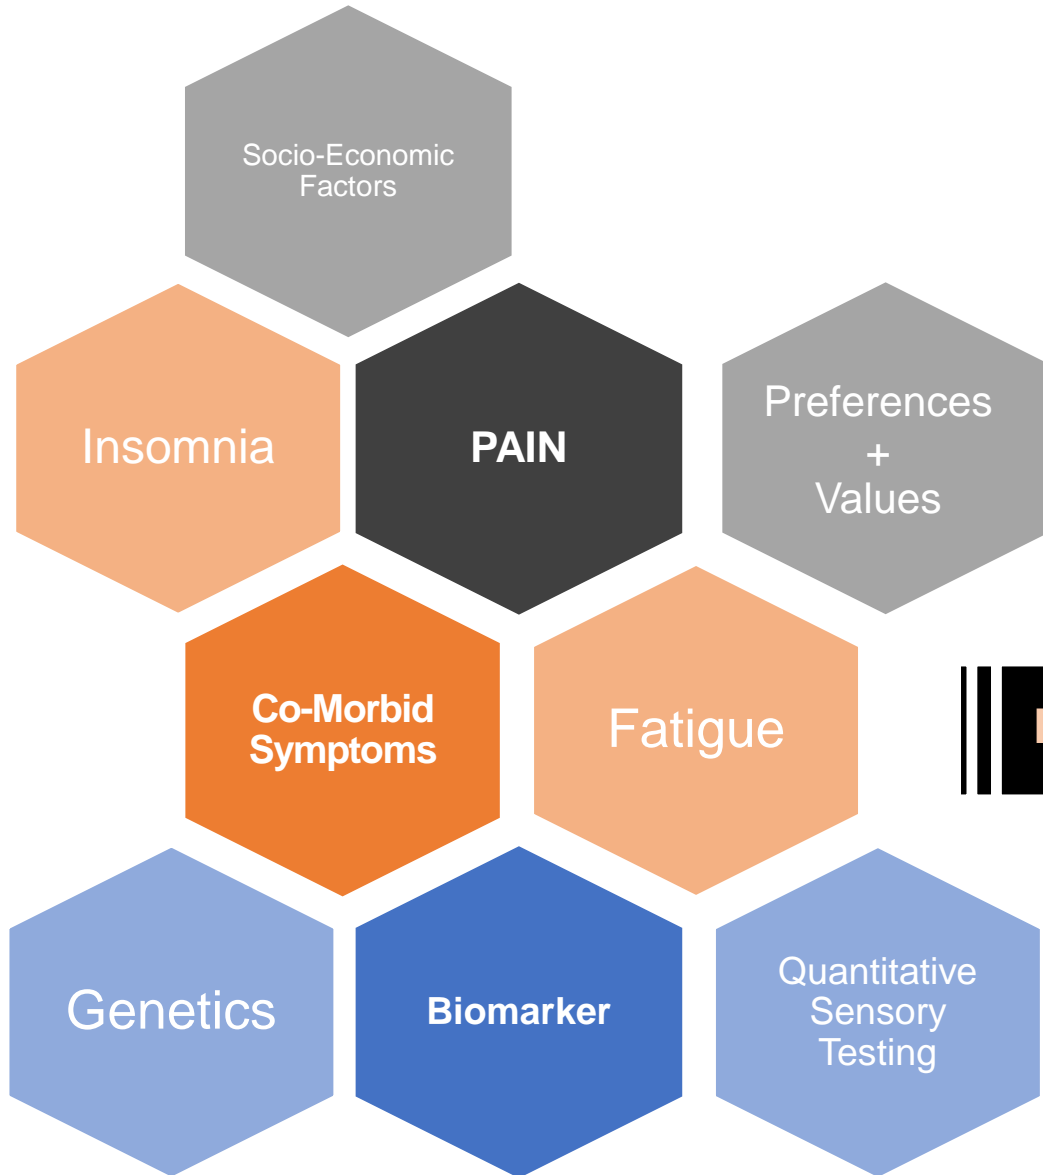 Socio-Economic
Factors
Insomnia
PAIN
Preferences
+
Values
Co-Morbid
Symptoms
Fatigue
Genetics
Biomarker
Quantitative
Sensory
Testing